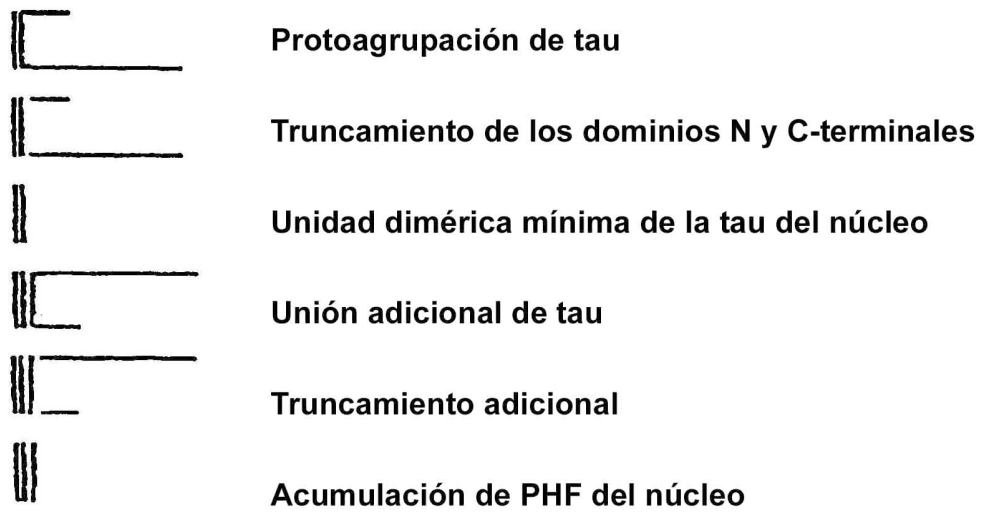 Protoagrupación de tau
Truncamiento de los dominios N y C-terminales
Unidad dimérica mínima de la tau del núcleo
Unión adicional de tau
Truncamiento adicional
Acumulación de PHF del núcleo